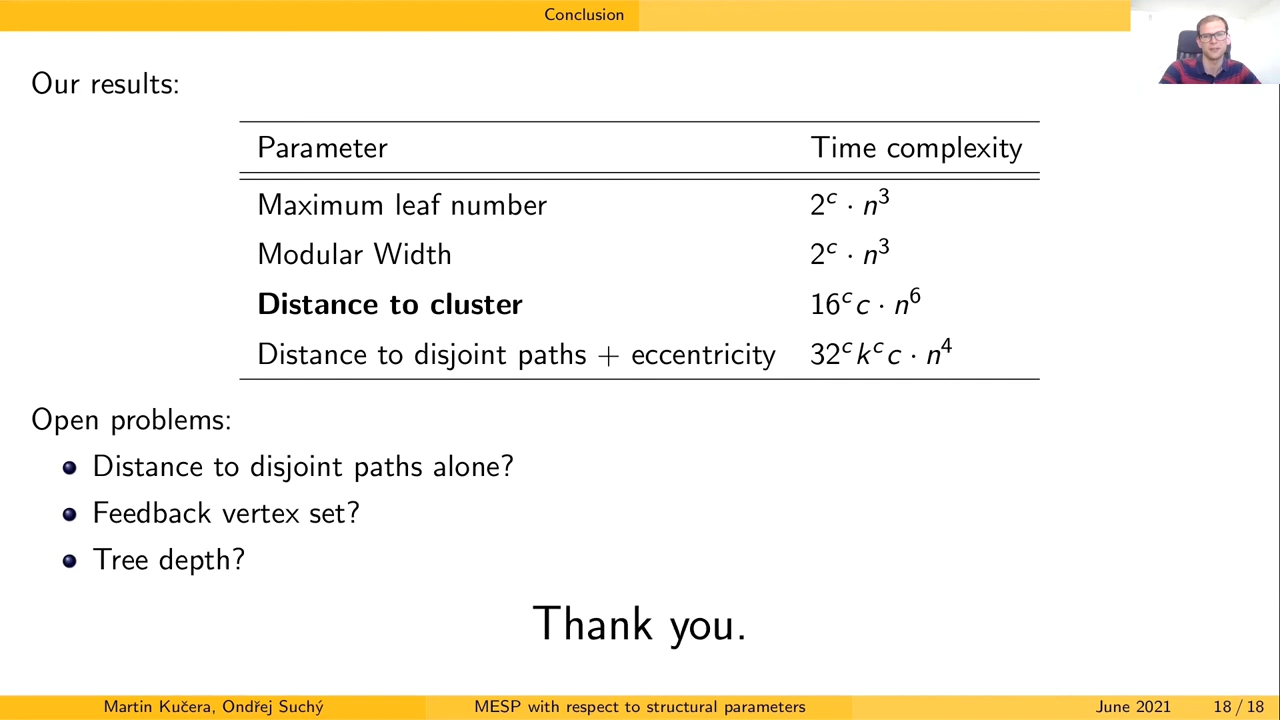 Conclusion
Our results:
Parameter Time complexity
Maximum leaf number 2^c · n^3
Modular Width 2^c · n^3
Distance to cluster 16^c c · n^6
Distance to disjoint paths + eccentricity 32^c k^c c · n^4
Open problems:
Distance to disjoint paths alone?
Feedback vertex set?
Tree depth?
Thank you.
Martin Kučera, Ondřej Suchý MESP with respect to structural parameters June 2021 18 / 18